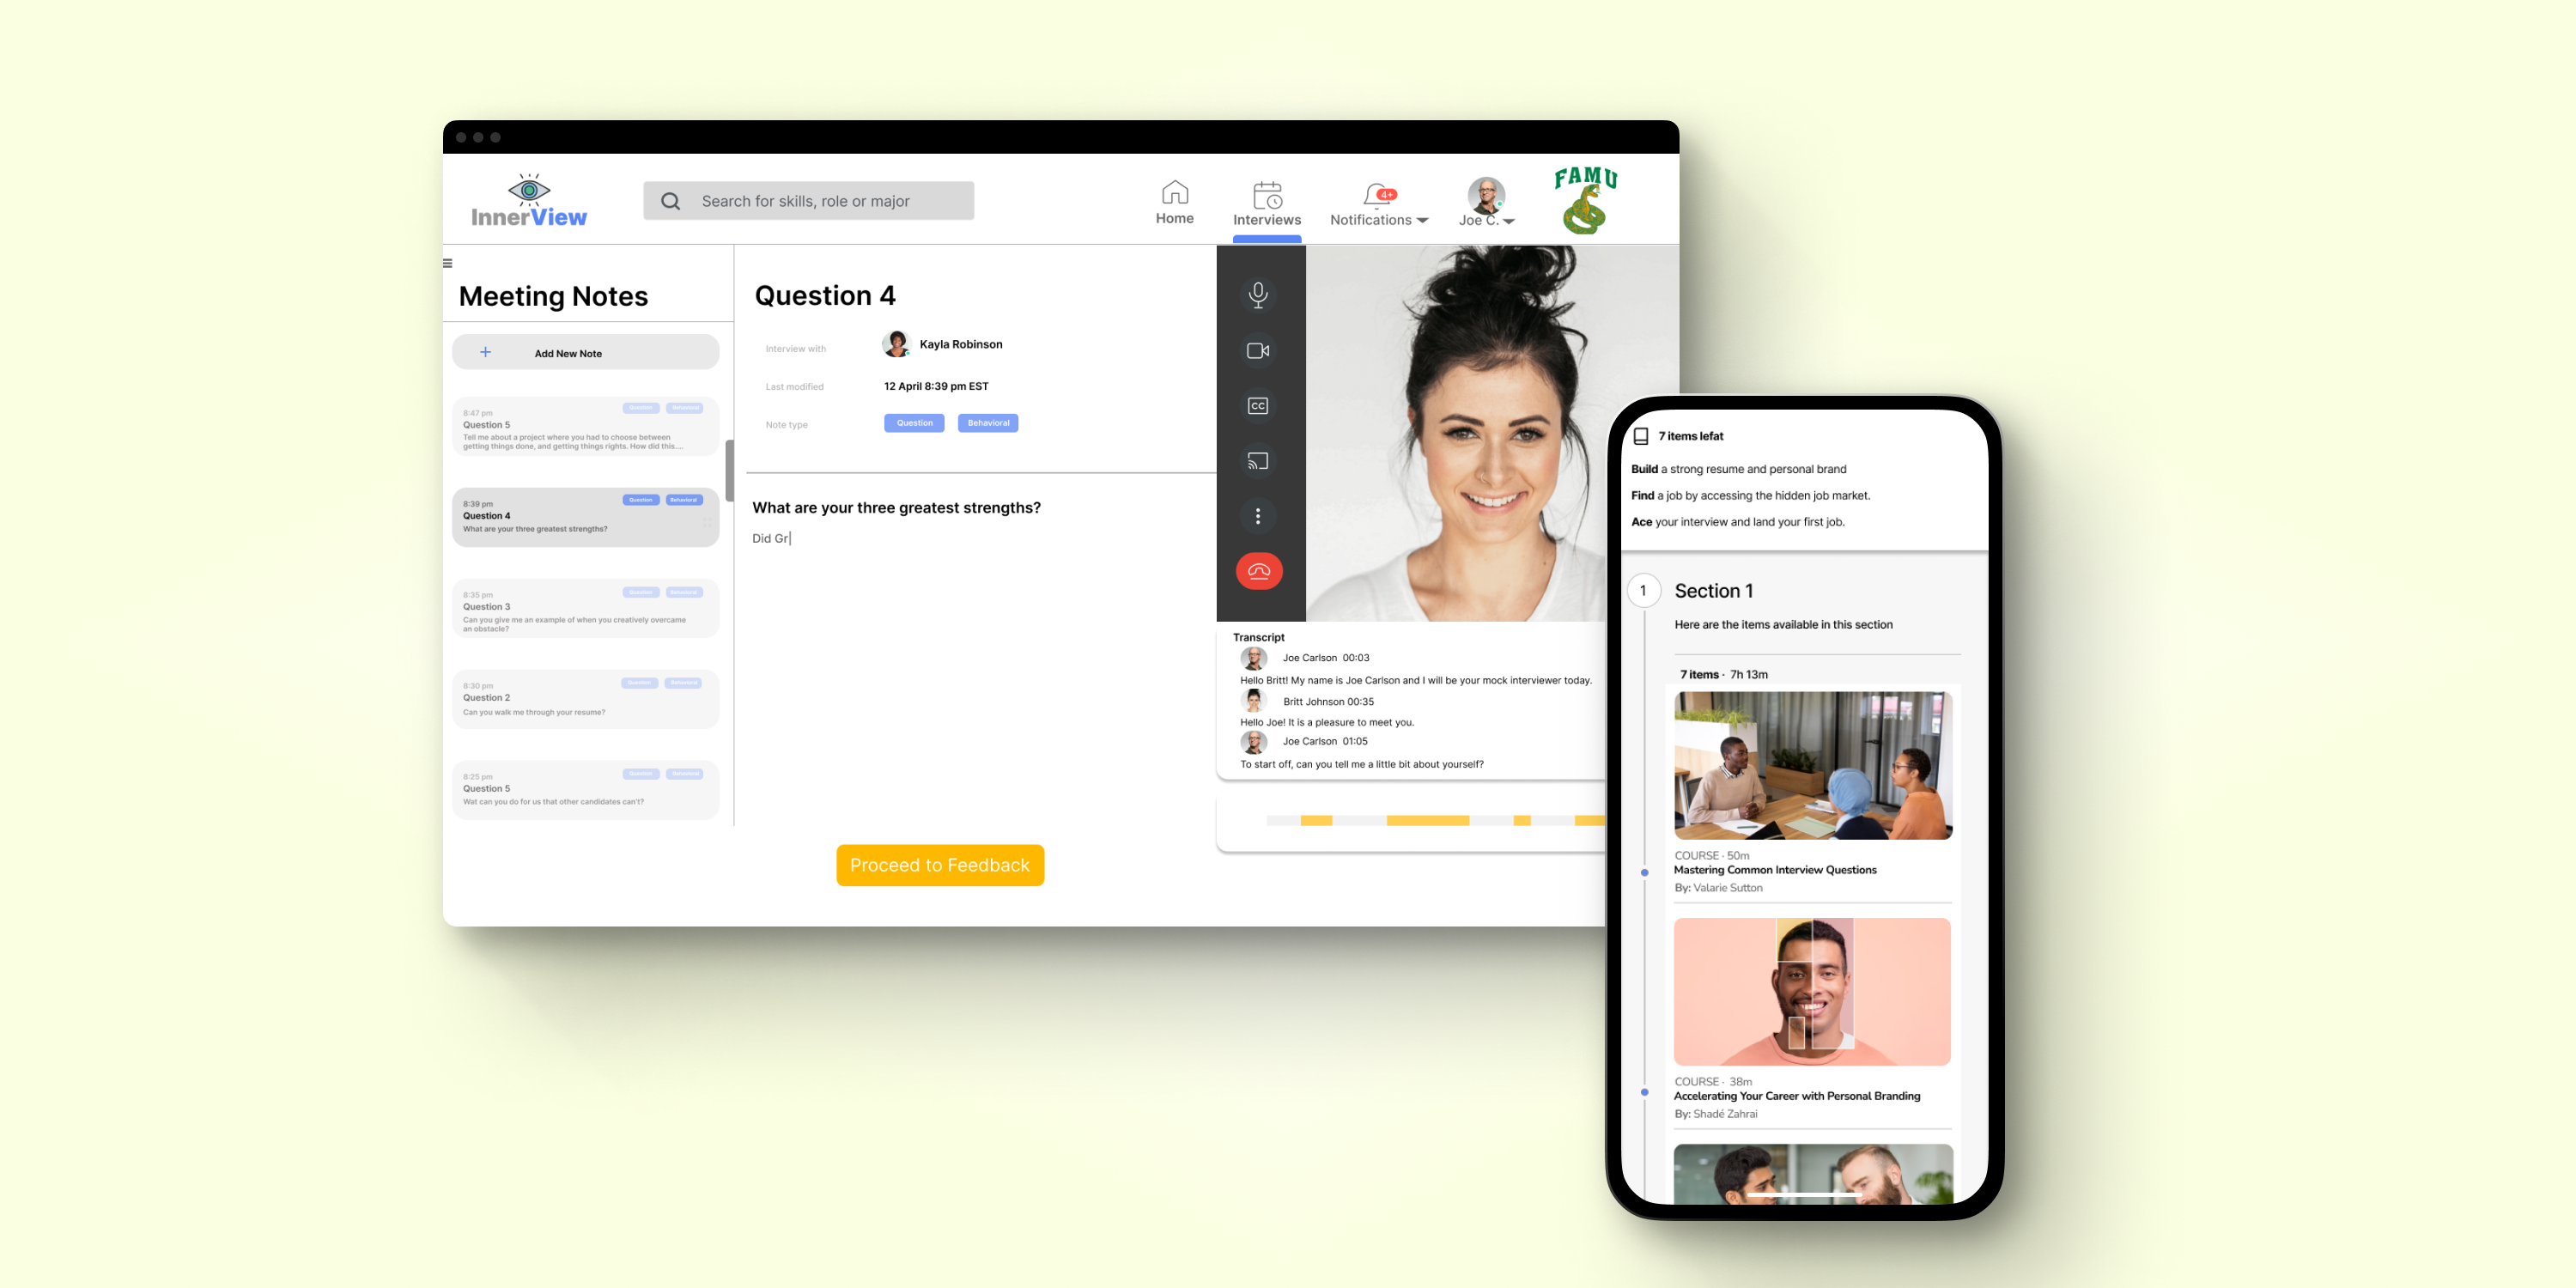 InnerView
Search for skills, role or major
Home
Interviews
4+
Notifications
Joe C.
FAMU
Meeting Notes
Add New Note
8:47 pm
Question
Behavioral
Question 5
Tell me about a project where you had to choose between
getting things done, and getting things rights. How did this....
8:39 pm
Question
Behavioral
Question 4
What are your three greatest strengths?
8:35 pm
Question
Behavioral
Question 3
Can you give me an example of when you creatively overcame
an obstacle?
8:30 pm
Question
Behavioral
Question 2
Can you walk me through your resume?
8:25 pm
Question
Behavioral
Question 5
Wat can you do for us that other candidates can't?
Question 4
Interview with
Kayla Robinson
Last modified
12 April 8:39 pm EST
Note type
Question
Behavioral
What are your three greatest strengths?
Did Gr
Proceed to Feedback
CC
Transcript
Joe Carlson 00:03
Hello Britt! My name is Joe Carlson and I will be your mock interviewer today.
Britt Johnson 00:35
Hello Joe! It is a pleasure to meet you.
Joe Carlson 01:05
To start off, can you tell me a little bit about yourself?
7 items lefat
Build a strong resume and personal brand
Find a job by accessing the hidden job market.
Ace your interview and land your first job.
1
Section 1
Here are the items available in this section
7 items · 7h 13m
COURSE · 50m
Mastering Common Interview Questions
By: Valarie Sutton
COURSE · 38m
Accelerating Your Career with Personal Branding
By: Shadé Zahrai